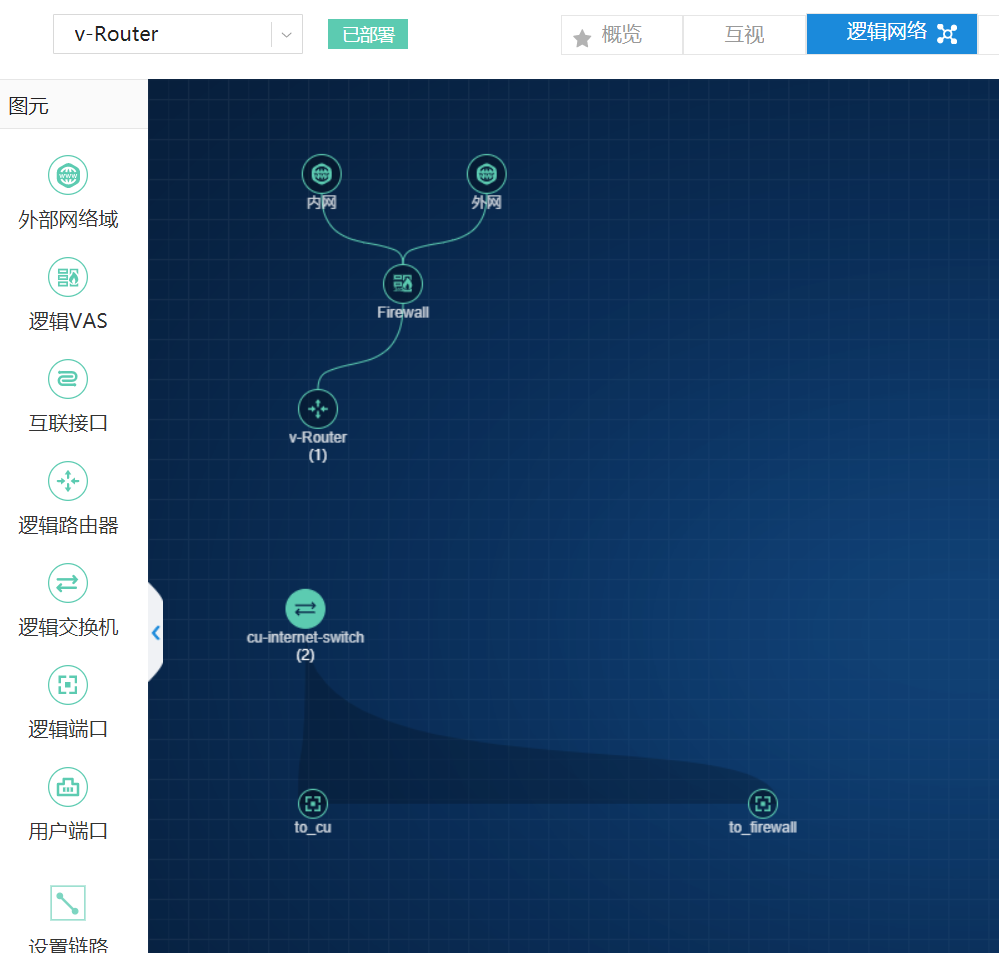 v-Router
已部署
概览
互视
逻辑网络
图元
外部网络域
逻辑VAS
互联接口
逻辑路由器
逻辑交换机
逻辑端口
用户端口
设置链路
www
内网
www
外网
www
Firewall
v-Router
(1)
cu-internet-switch
(2)
to_cu
to_firewall